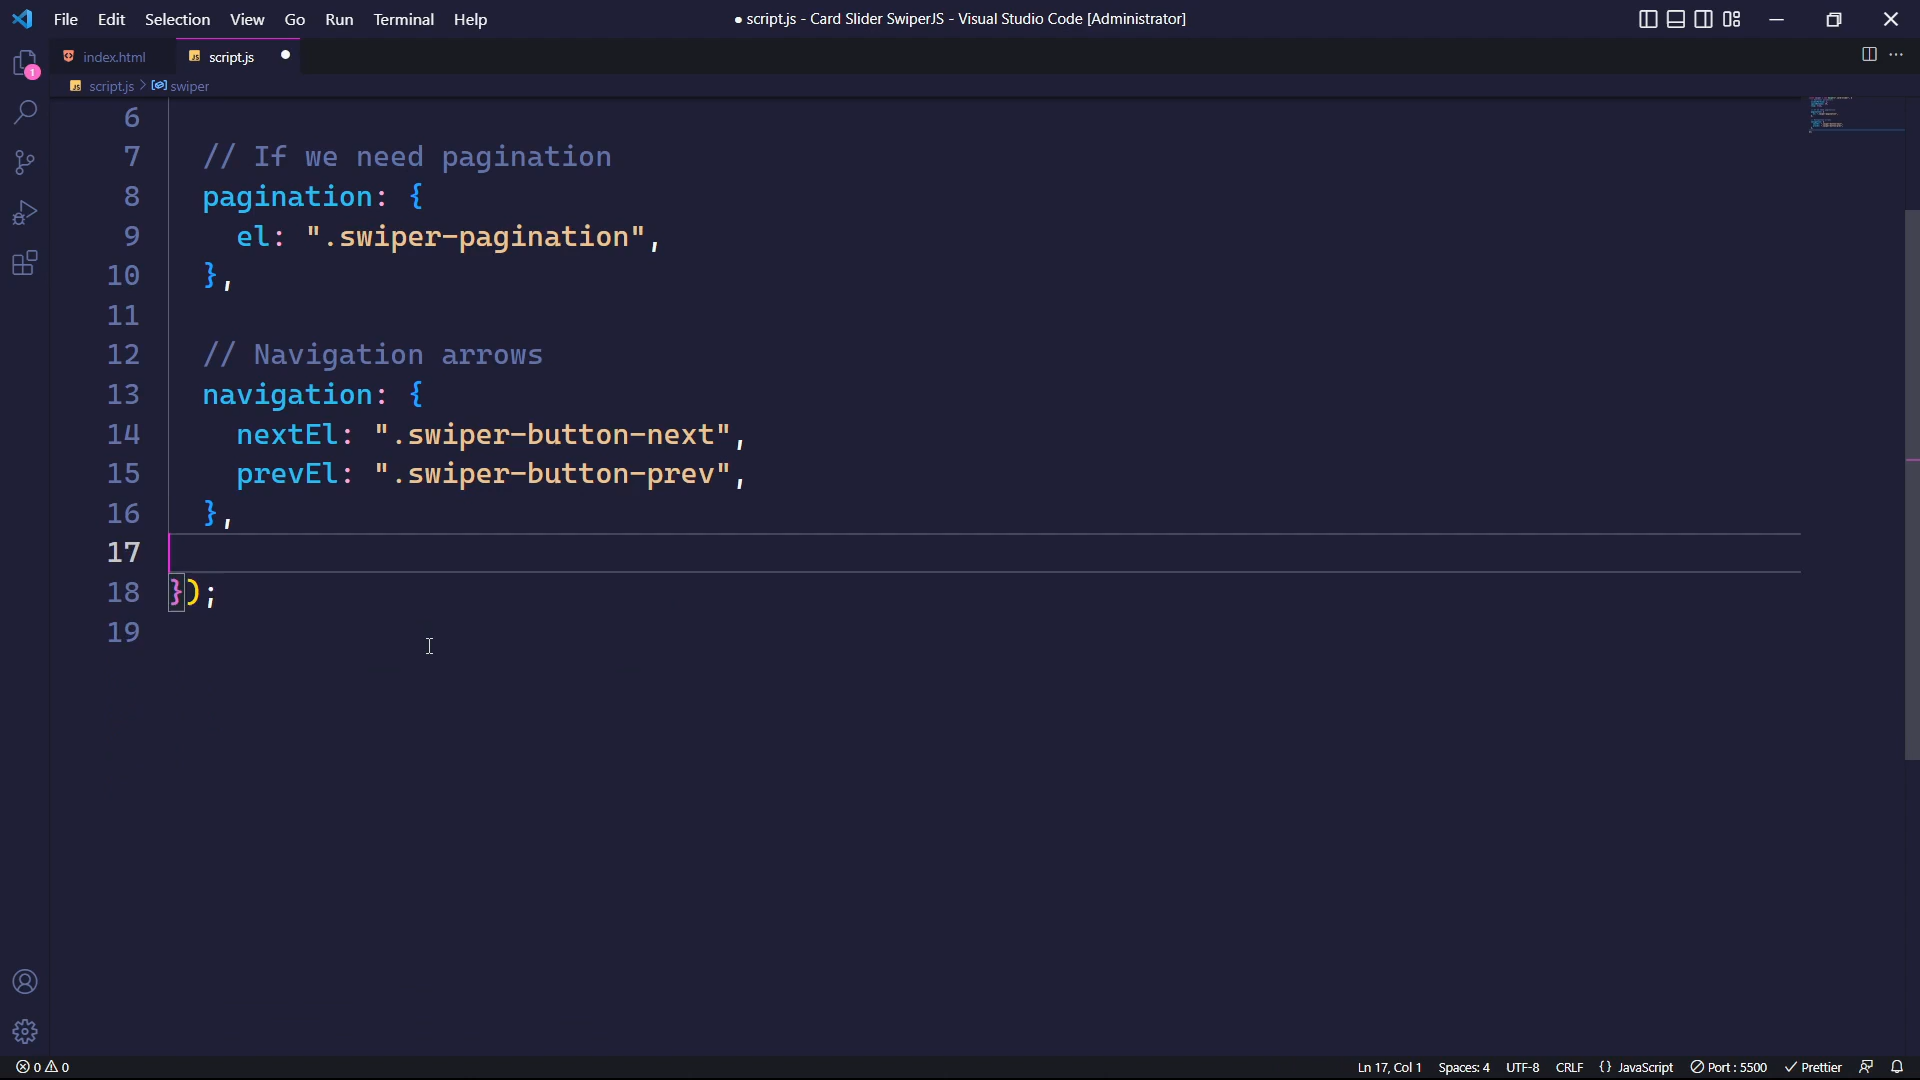 File Edit Selection View Go Run Terminal Help
● script.js - Card Slider SwiperJS - Visual Studio Code [Administrator]
index.html
JS script.js
JS script.js > swiper
1
6
7 // If we need pagination
8 pagination: {
9 el: ".swiper-pagination",
10 },
11
12 // Navigation arrows
13 navigation: {
14 nextEl: ".swiper-button-next",
15 prevEl: ".swiper-button-prev",
16 },
17
18 });
19
0 0
Ln 17, Col 1 Spaces: 4 UTF-8 CRLF {} JavaScript Port : 5500 Prettier